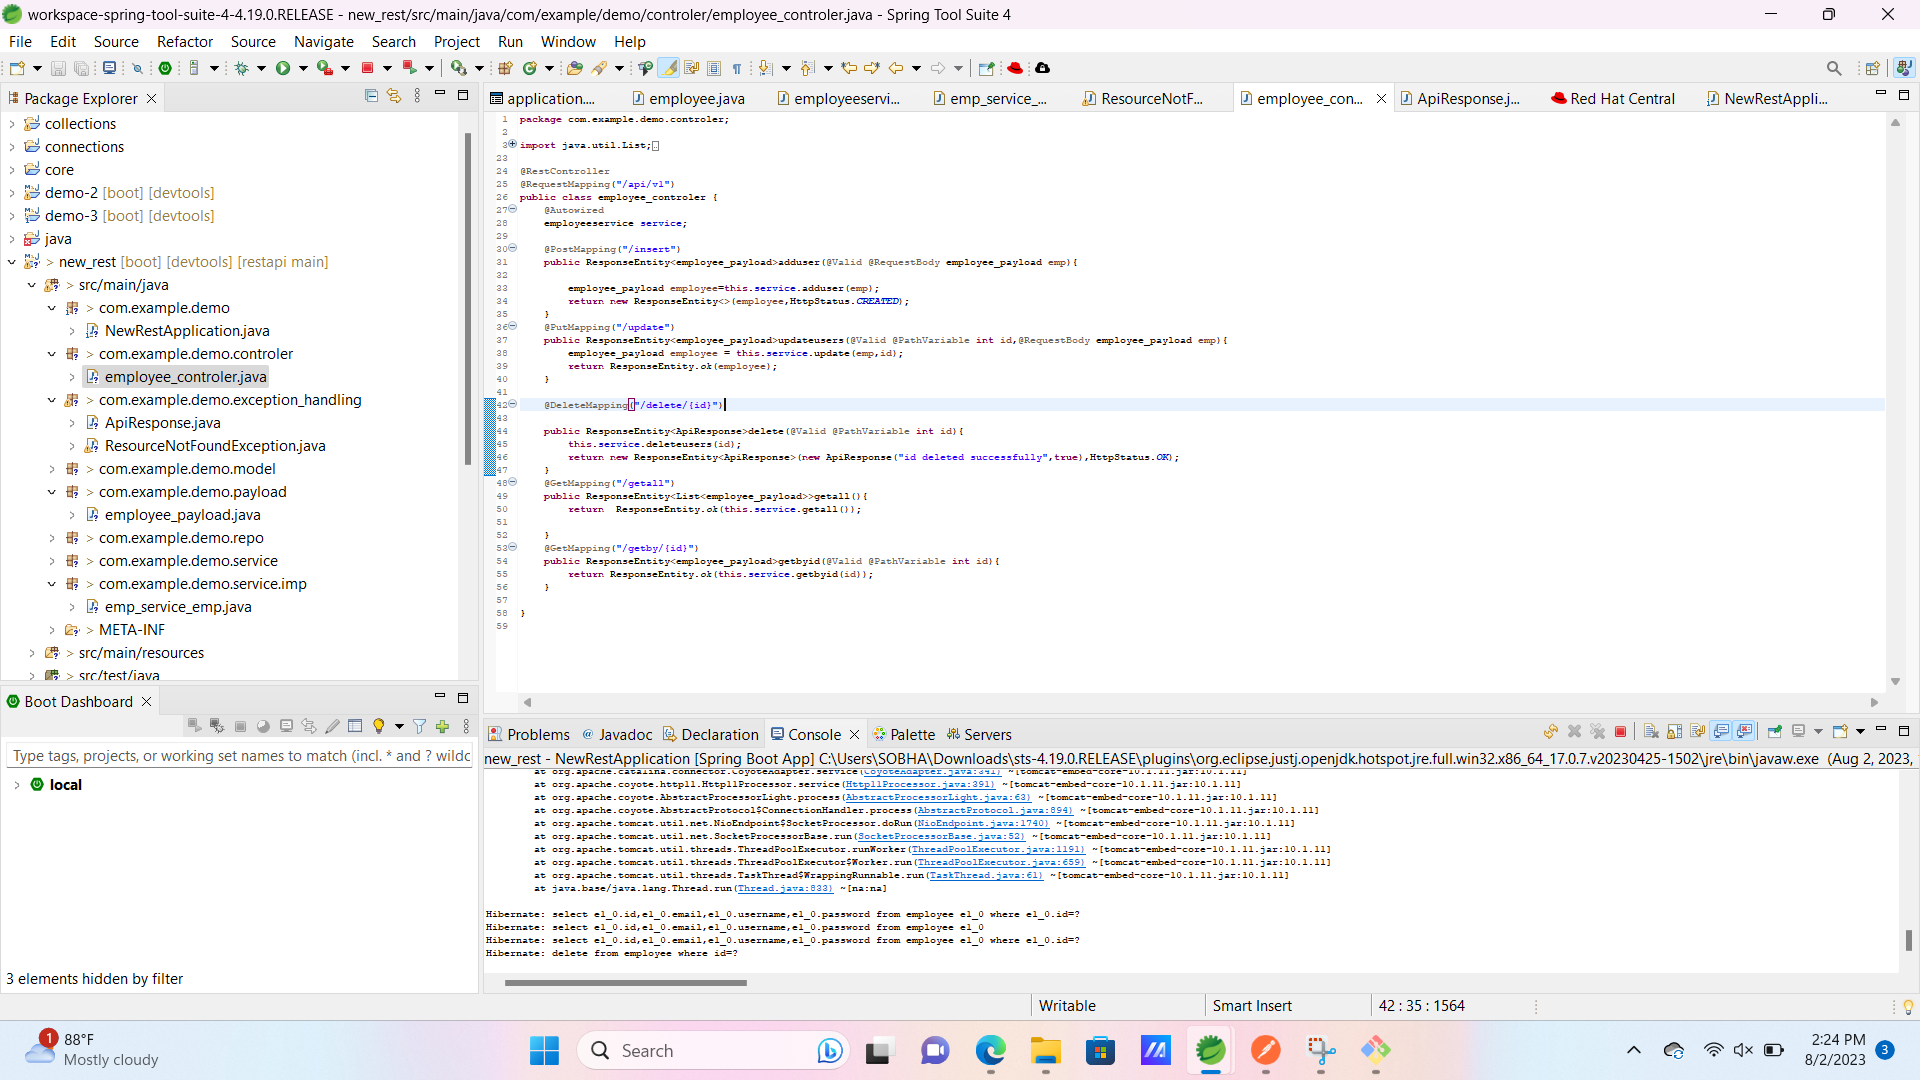 workspace-spring-tool-suite-4-4.19.0.RELEASE - new_rest/src/main/java/com/example/demo/controler/employee_controler.java - Spring Tool Suite 4
File Edit Source Refactor Source Navigate Search Project Run Window Help
Package Explorer
collections
connections
core
demo-2 [boot] [devtools]
demo-3 [boot] [devtools]
java
> new_rest [boot] [devtools] [restapi main]
> src/main/java
> com.example.demo
NewRestApplication.java
> com.example.demo.controler
employee_controler.java
> com.example.demo.exception_handling
ApiResponse.java
ResourceNotFoundException.java
> com.example.demo.model
> com.example.demo.payload
employee_payload.java
> com.example.demo.repo
> com.example.demo.service
> com.example.demo.service.imp
emp_service_emp.java
> META-INF
> src/main/resources
> src/test/java
Boot Dashboard
Type tags, projects, or working set names to match (incl. * and ? wildc
local
3 elements hidden by filter
application.... employee.java employeeservi... emp_service_... ResourceNotF... employee_con... ApiResponse.j... Red Hat Central NewRestAppli...
1 package com.example.demo.controler;
2
3 import java.util.List;
23
24 @RestController
25 @RequestMapping("/api/v1")
26 public class employee_controler {
27 @Autowired
28 employeeservice service;
29
30 @PostMapping("/insert")
31 public ResponseEntity<employee_payload>adduser(@Valid @RequestBody employee_payload emp){
32
33 employee_payload employee=this.service.adduser(emp);
34 return new ResponseEntity<>(employee,HttpStatus.CREATED);
35 }
36 @PutMapping("/update")
37 public ResponseEntity<employee_payload>updateusers(@Valid @PathVariable int id,@RequestBody employee_payload emp){
38 employee_payload employee = this.service.update(emp,id);
39 return ResponseEntity.ok(employee);
40 }
41
42 @DeleteMapping("/delete/{id}")
43
44 public ResponseEntity<ApiResponse>delete(@Valid @PathVariable int id){
45 this.service.deleteusers(id);
46 return new ResponseEntity<ApiResponse>(new ApiResponse("id deleted successfully",true),HttpStatus.OK);
47 }
48 @GetMapping("/getall")
49 public ResponseEntity<List<employee_payload>>getall(){
50 return ResponseEntity.ok(this.service.getall());
51
52 }
53 @GetMapping("/getby/{id}")
54 public ResponseEntity<employee_payload>getbyid(@Valid @PathVariable int id){
55 return ResponseEntity.ok(this.service.getbyid(id));
56 }
57
58 }
59
Problems Javadoc Declaration Console Palette Servers
new_rest - NewRestApplication [Spring Boot App] C:\Users\SOBHA\Downloads\sts-4.19.0.RELEASE\plugins\org.eclipse.justj.openjdk.hotspot.jre.full.win32.x86_64_17.0.7.v20230425-1502\jre\bin\javaw.exe (Aug 2, 2023,
at org.apache.catalina.connector.CoyoteAdapter.service(CoyoteAdapter.java:341) ~[tomcat-embed-core-10.1.11.jar:10.1.11]
at org.apache.coyote.http11.Http11Processor.service(Http11Processor.java:391) ~[tomcat-embed-core-10.1.11.jar:10.1.11]
at org.apache.coyote.AbstractProcessorLight.process(AbstractProcessorLight.java:63) ~[tomcat-embed-core-10.1.11.jar:10.1.11]
at org.apache.coyote.AbstractProtocol$ConnectionHandler.process(AbstractProtocol.java:894) ~[tomcat-embed-core-10.1.11.jar:10.1.11]
at org.apache.tomcat.util.net.NioEndpoint$SocketProcessor.doRun(NioEndpoint.java:1740) ~[tomcat-embed-core-10.1.11.jar:10.1.11]
at org.apache.tomcat.util.net.SocketProcessorBase.run(SocketProcessorBase.java:52) ~[tomcat-embed-core-10.1.11.jar:10.1.11]
at org.apache.tomcat.util.threads.ThreadPoolExecutor.runWorker(ThreadPoolExecutor.java:1191) ~[tomcat-embed-core-10.1.11.jar:10.1.11]
at org.apache.tomcat.util.threads.ThreadPoolExecutor$Worker.run(ThreadPoolExecutor.java:659) ~[tomcat-embed-core-10.1.11.jar:10.1.11]
at org.apache.tomcat.util.threads.TaskThread$WrappingRunnable.run(TaskThread.java:61) ~[tomcat-embed-core-10.1.11.jar:10.1.11]
at java.base/java.lang.Thread.run(Thread.java:833) ~[na:na]
Hibernate: select e1_0.id,e1_0.email,e1_0.username,e1_0.password from employee e1_0 where e1_0.id=?
Hibernate: select e1_0.id,e1_0.email,e1_0.username,e1_0.password from employee e1_0
Hibernate: select e1_0.id,e1_0.email,e1_0.username,e1_0.password from employee e1_0 where e1_0.id=?
Hibernate: delete from employee where id=?
Writable Smart Insert 42 : 35 : 1564
1
88°F
Mostly cloudy
Search
2:24 PM
8/2/2023
3